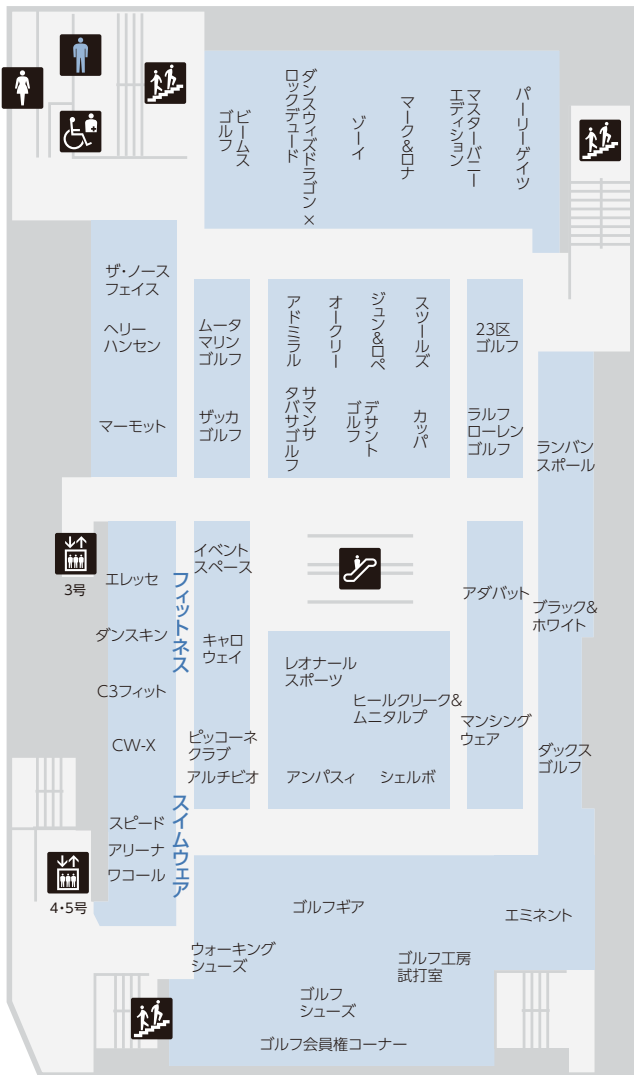 ビームス
ゴルフ
ダンスウィズドラゴン×
ロックデュード
ゾーイ
マーク&ロナ
マスターバニー
エディション
パーリーゲイツ
ザ・ノース
フェイス
ヘリー
ハンセン
マーモット
ムータ
マリン
ゴルフ
ザッカ
ゴルフ
アドミラル
オークリー
ジュン&ロペ
スツールズ
サマンサ
タバサゴルフ
デサント
ゴルフ
カッパ
23区
ゴルフ
ラルフ
ローレン
ゴルフ
ランバン
スポール
3号
エレッセ
ダンスキン
C3フィット
CW-X
フィットネス
イベント
スペース
キャロ
ウェイ
ピッコーネ
クラブ
アルチビオ
レオナール
スポーツ
ヒールクリーク&
ムニタルプ
アンパスィ
シェルボ
アダバット
マンシング
ウェア
ブラック&
ホワイト
ダックス
ゴルフ
スピード
アリーナ
ワコール
スイムウェア
4・5号
ゴルフギア
エミネント
ウォーキング
シューズ
ゴルフ工房
試打室
ゴルフ
シューズ
ゴルフ会員権コーナー